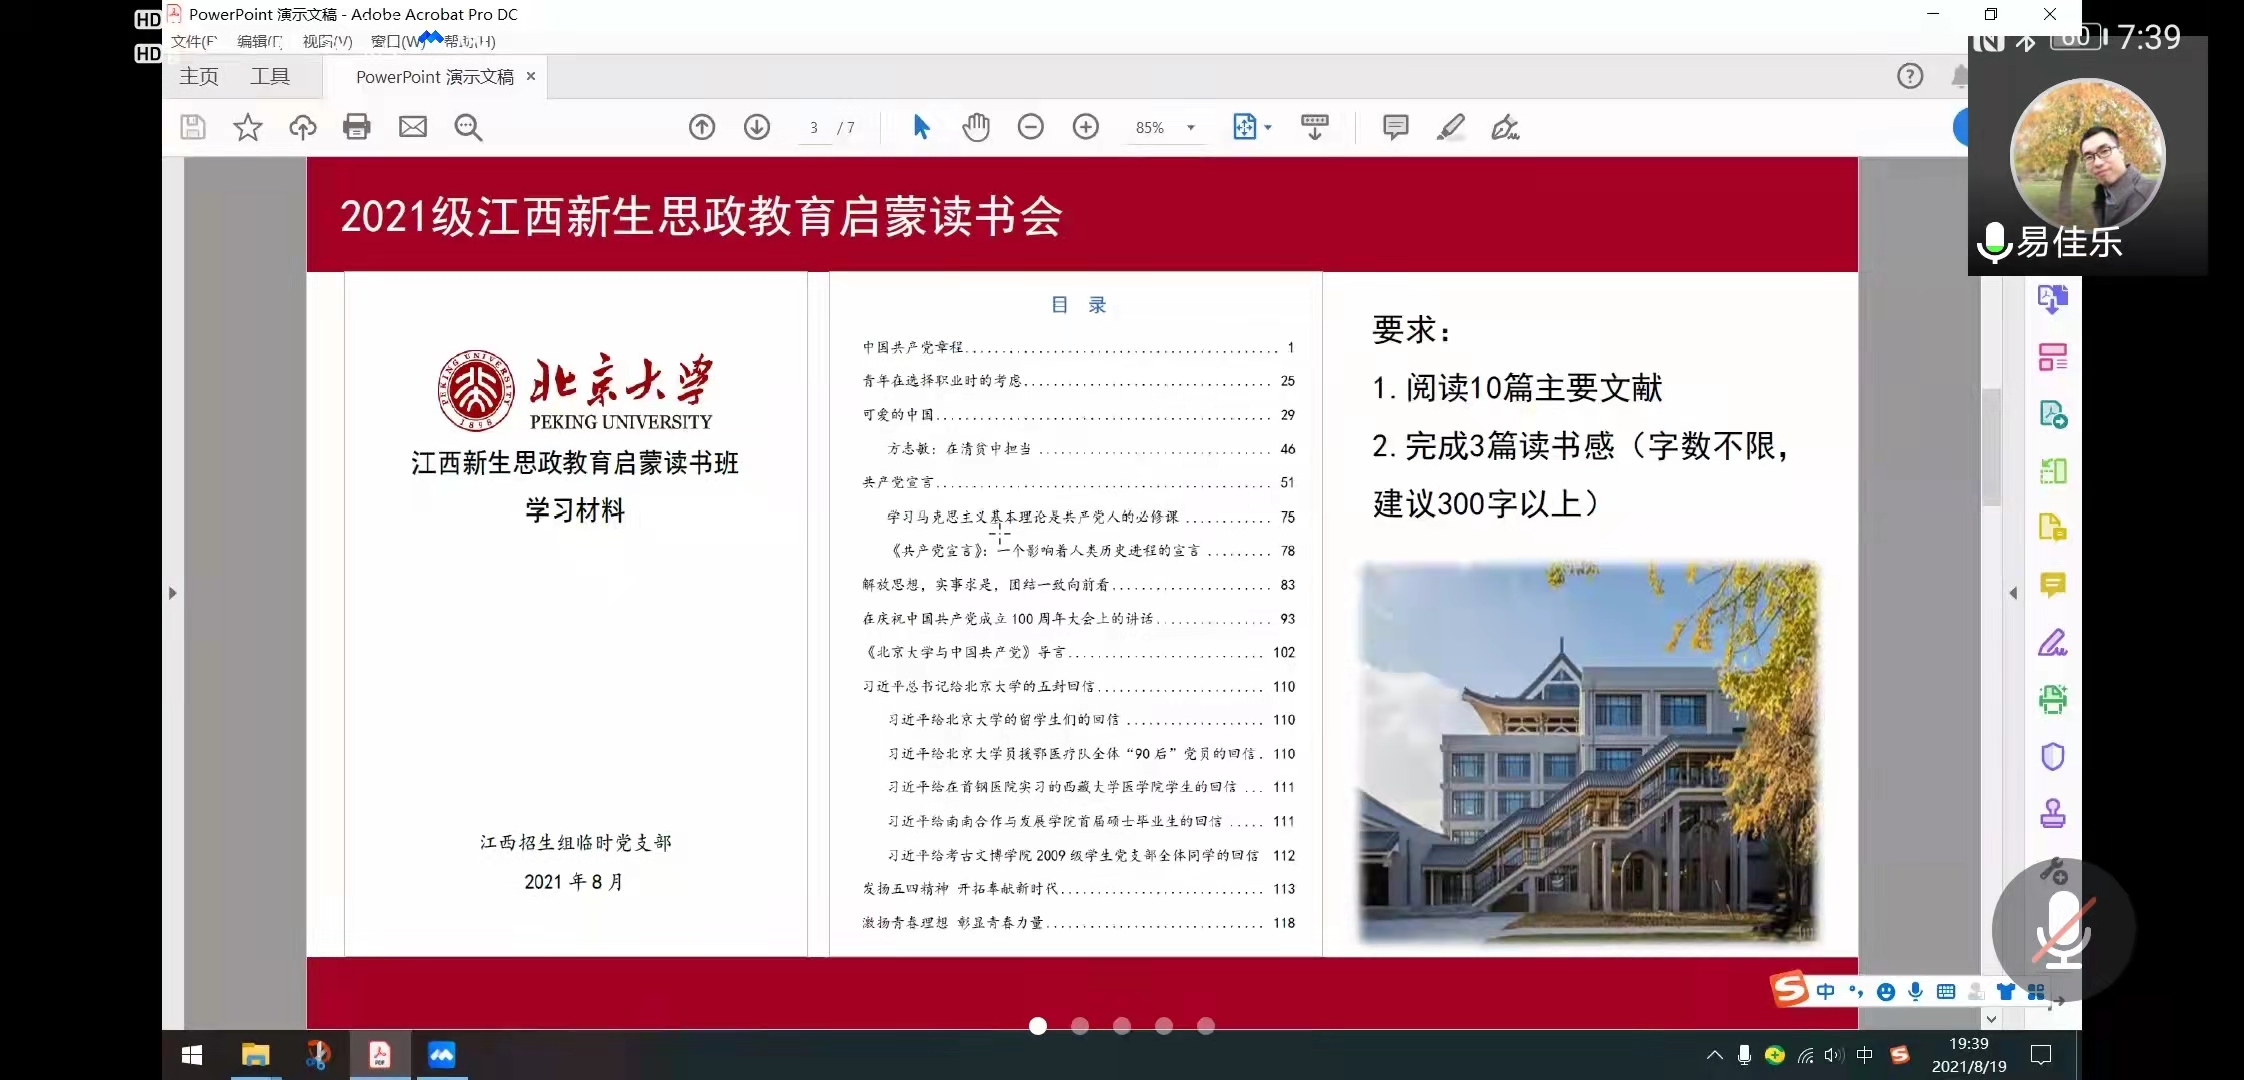 HD
HD
PowerPoint 演示文稿 - Adobe Acrobat Pro DC
7:39
60
文件(F 编辑(E 视图(V) 窗口(W) 帮助(H)
主页 工具 PowerPoint 演示文稿 ×
3 / 7 85%
易佳乐
2021级江西新生思政教育启蒙读书会
PEKING UNIVERSITY
1898
北京大学
PEKING UNIVERSITY
江西新生思政教育启蒙读书班
学习材料
江西招生组临时党支部
2021 年 8 月
目 录
中国共产党章程 1
青年在选择职业时的考虑 25
可爱的中国 29
方志敏：在清贫中担当 46
共产党宣言 51
学习马克思主义基本理论是共产党人的必修课 75
《共产党宣言》：一个影响着人类历史进程的宣言 78
解放思想，实事求是，团结一致向前看 83
在庆祝中国共产党成立 100 周年大会上的讲话 93
《北京大学与中国共产党》导言 102
习近平总书记给北京大学的五封回信 110
习近平给北京大学的留学生们的回信 110
习近平给北京大学员援鄂医疗队全体“90 后”党员的回信 110
习近平给在首钢医院实习的西藏大学医学院学生的回信 111
习近平给南南合作与发展学院首届硕士毕业生的回信 111
习近平给考古文博学院 2009 级学生党支部全体同学的回信 112
发扬五四精神 开拓奉献新时代 113
激扬青春理想 彰显青春力量 118
要求：
1.阅读10篇主要文献
2.完成3篇读书感（字数不限，
建议300字以上）
S 中
中 S
19:39
2021/8/19